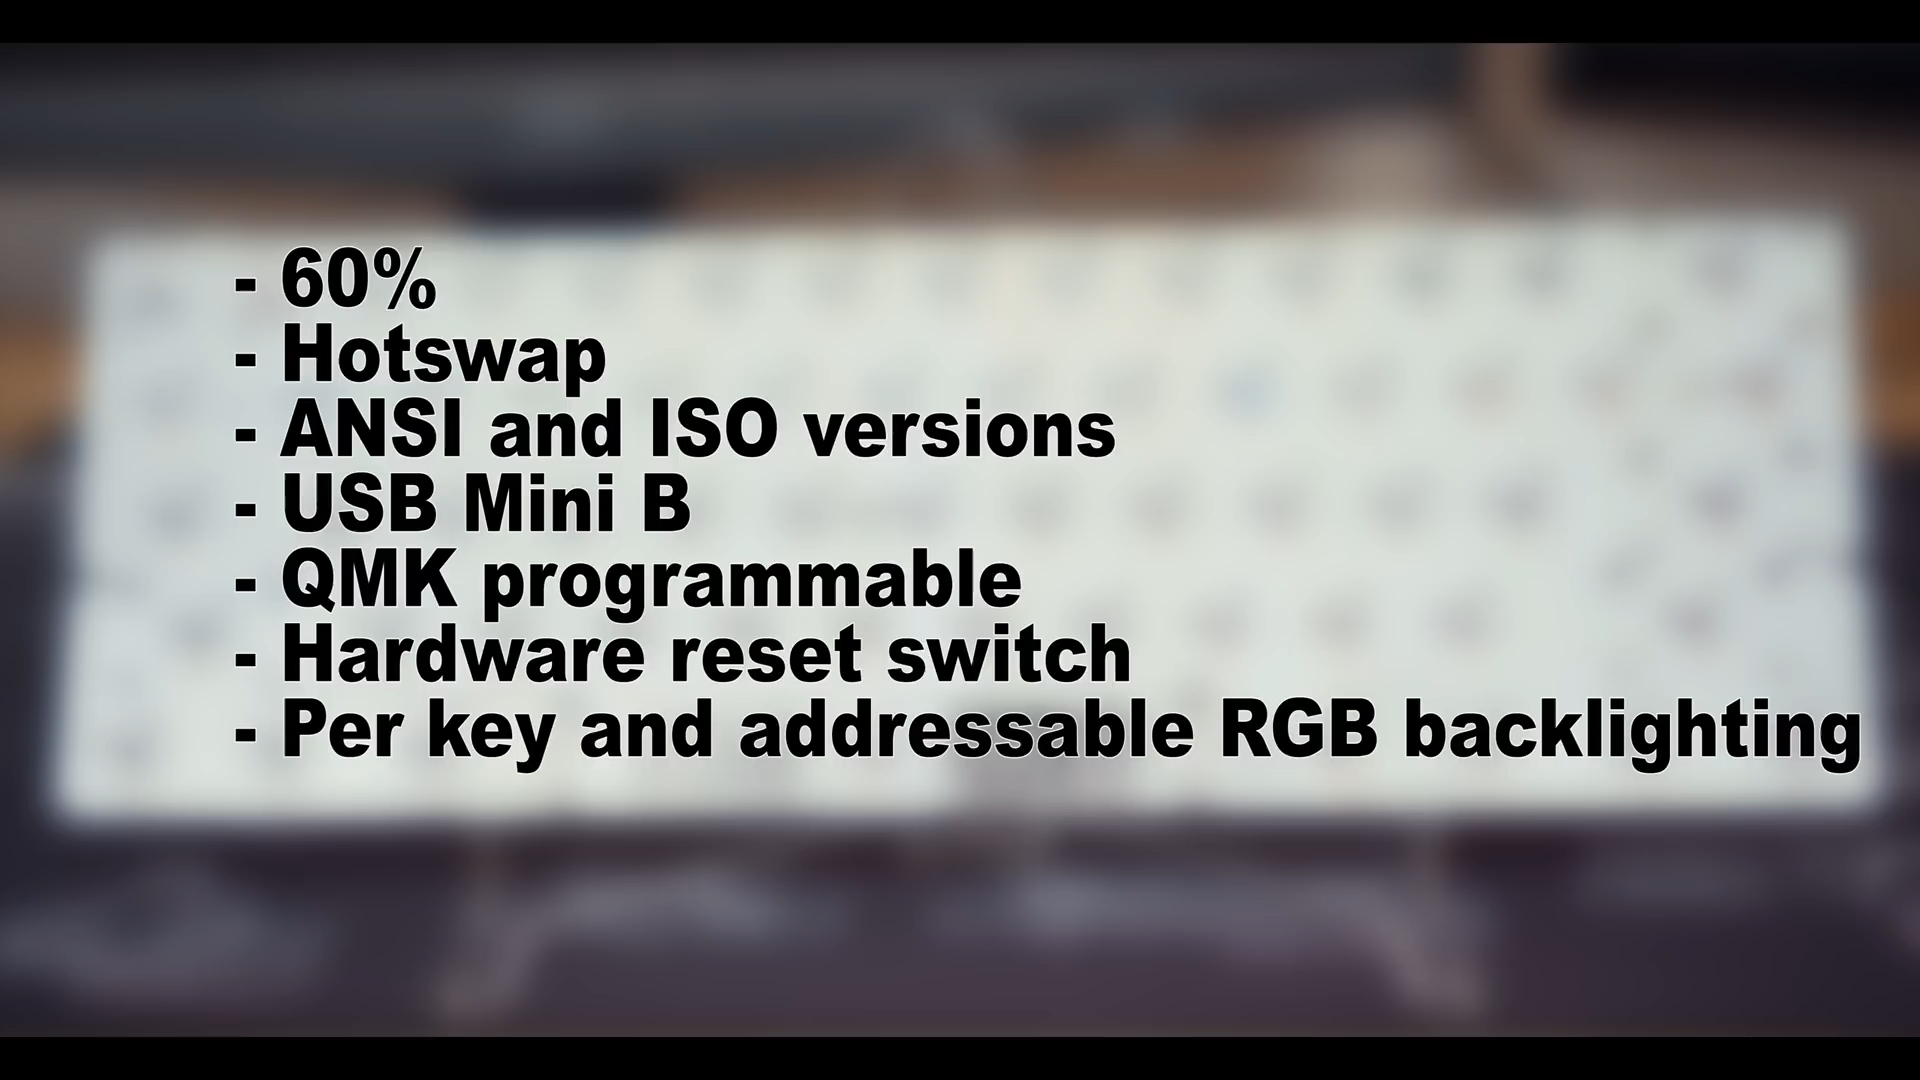 - 60%
- Hotswap
- ANSI and ISO versions
- USB Mini B
- QMK programmable
- Hardware reset switch
- Per key and addressable RGB backlighting